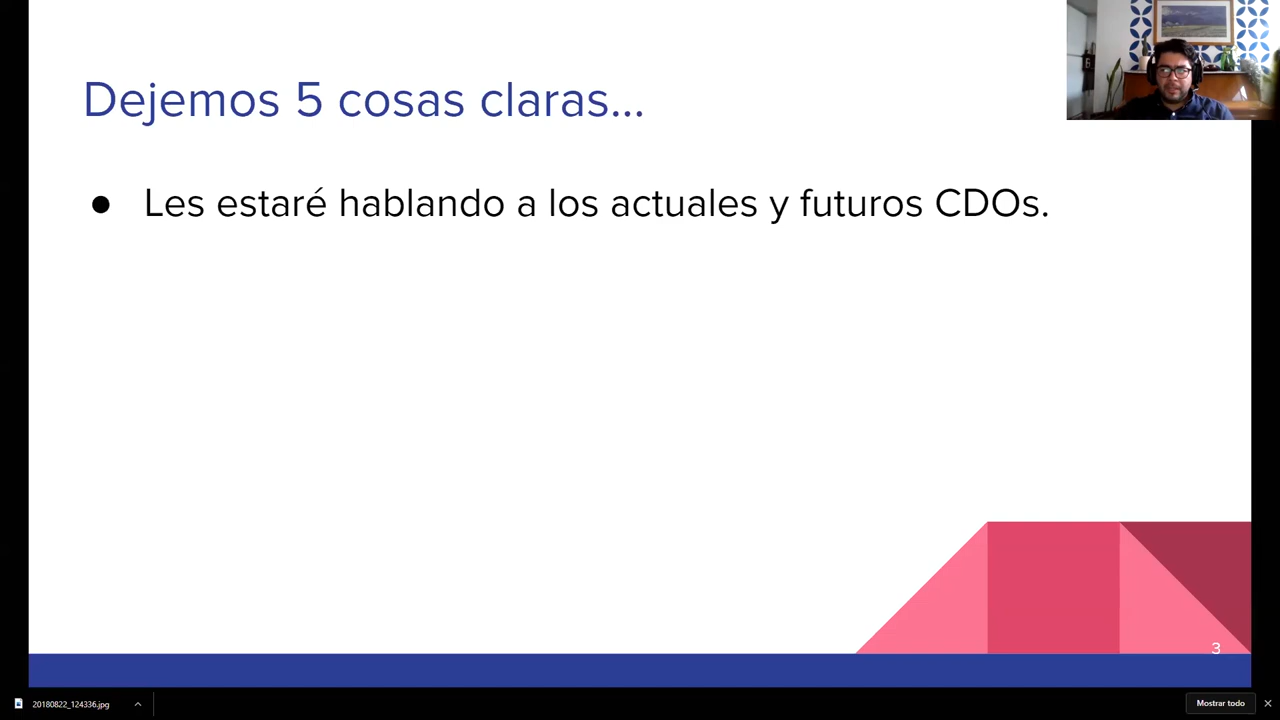 Dejemos 5 cosas claras...
● Les estaré hablando a los actuales y futuros CDOs.
3
20180822_124336.jpg
Mostrar todo